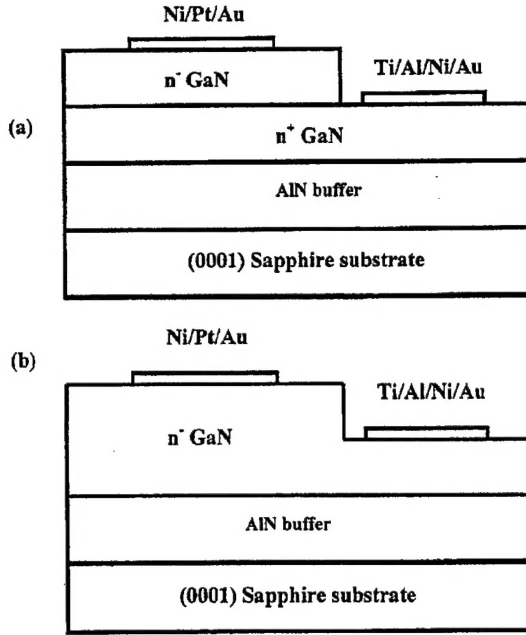 Ni/Pt/Au
n⁻ GaN
Ti/Al/Ni/Au
(a)
n⁺ GaN
AlN buffer
(0001) Sapphire substrate
Ni/Pt/Au
(b)
Ti/Al/Ni/Au
n⁻ GaN
AlN buffer
(0001) Sapphire substrate